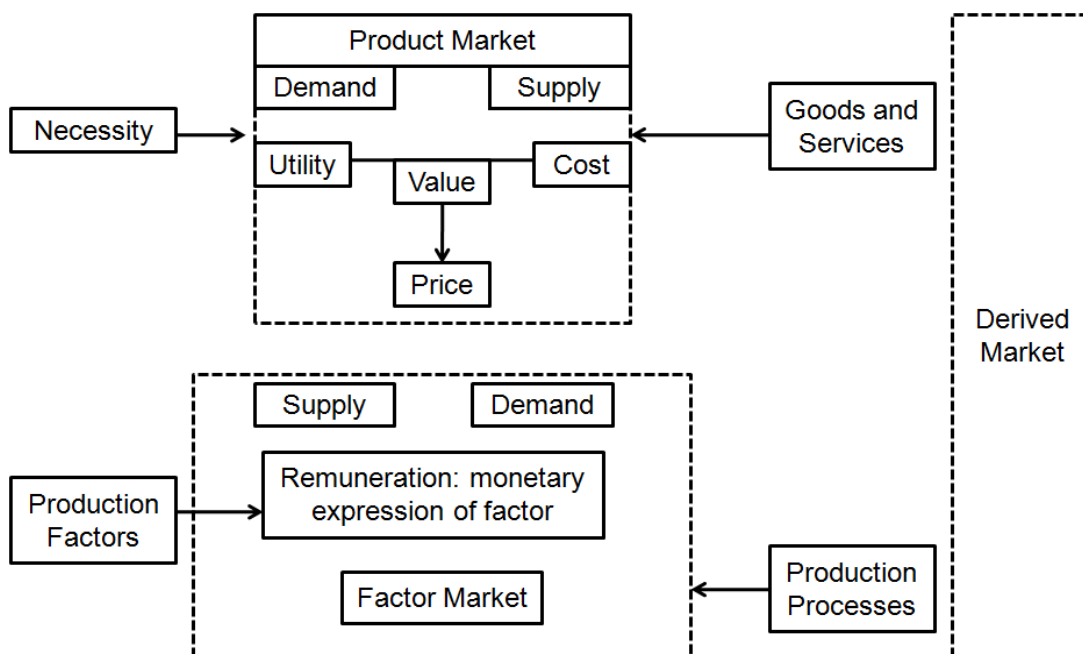 Product Market
Demand
Supply
Necessity
Goods and
Services
Utility
Value
Cost
Price
Derived
Market
Supply
Demand
Remuneration: monetary
expression of factor
Production
Factors
Factor Market
Production
Processes